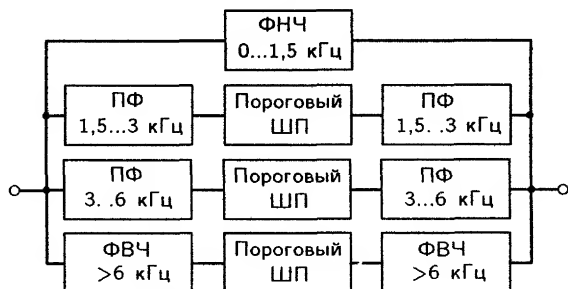 ФНЧ
0...1,5 кГц
ПФ
1,5...3 кГц
Пороговый
ШП
ПФ
1,5. .3 кГц
ПФ
3. .6 кГц
Пороговый
ШП
ПФ
3...6 кГц
ФВЧ
>6 кГц
Пороговый
ШП
ФВЧ
>6 кГц